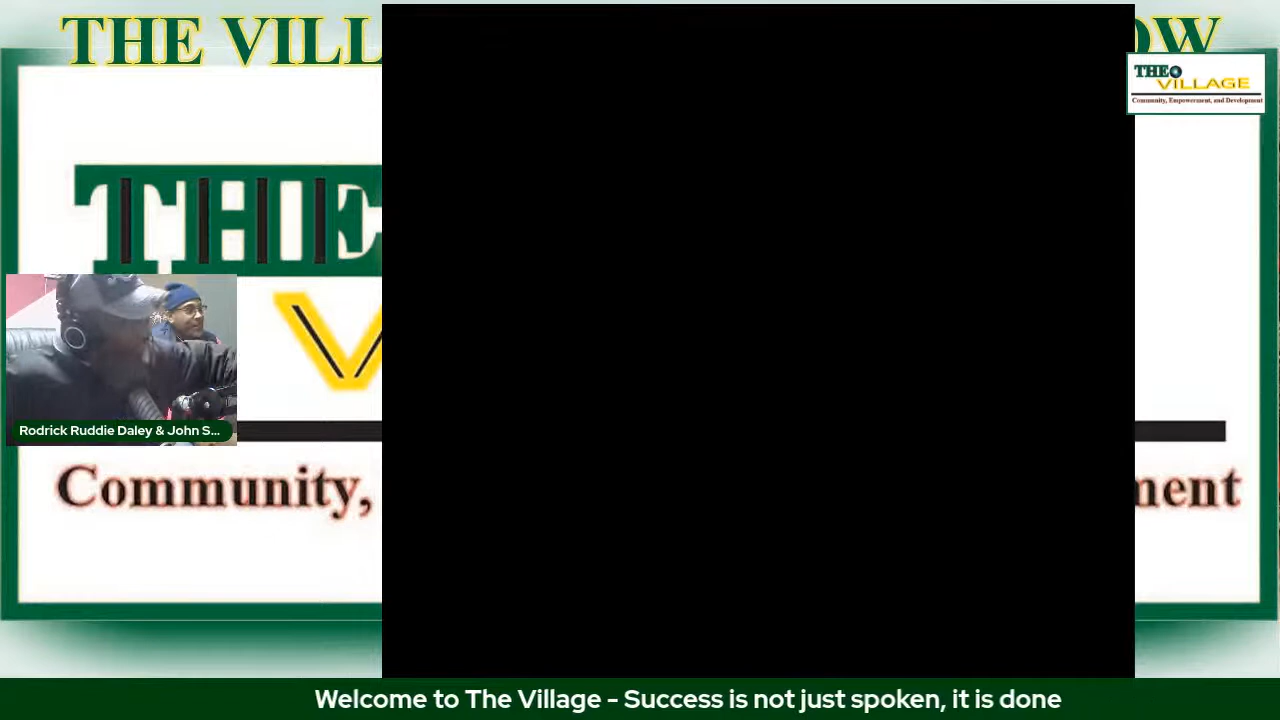 THE VILL
OW
THE
VILLAGE
Community, Empowerment, and Development
THE
V
Rodrick Ruddie Daley & John S...
Community,
ment
Welcome to The Village - Success is not just spoken, it is done